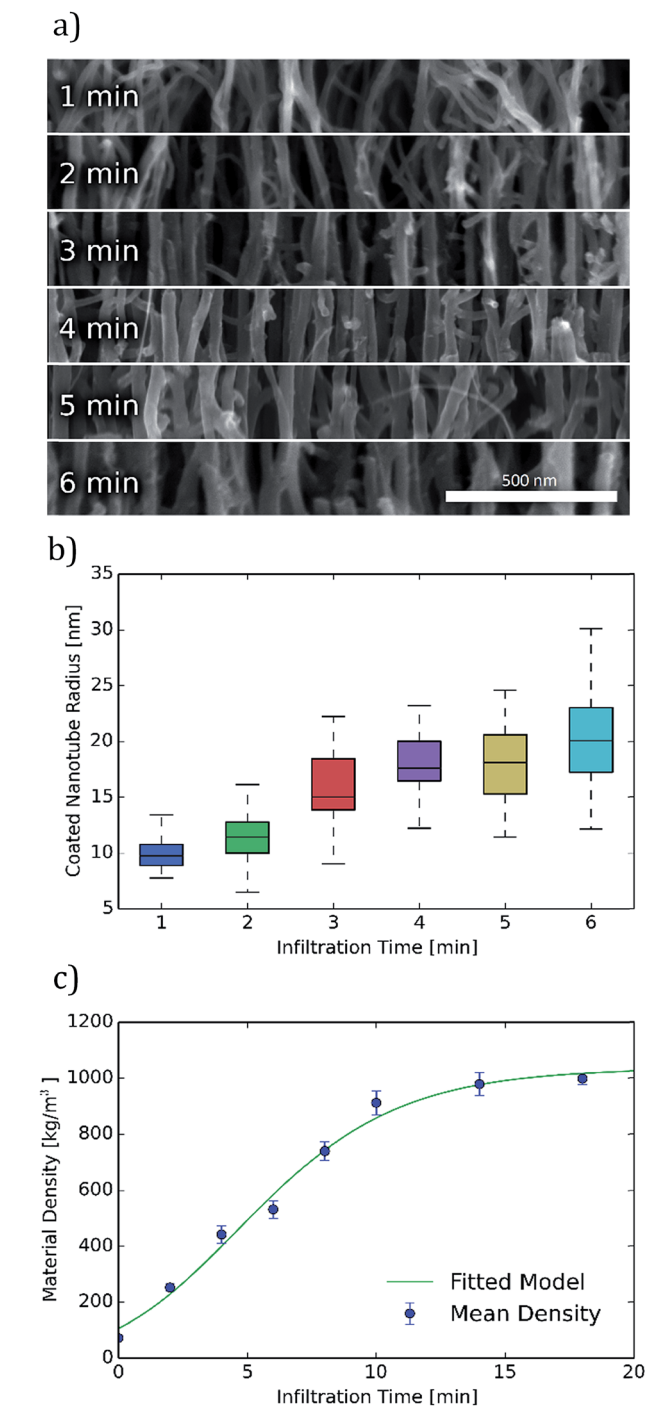 a)
1 min
2 min
3 min
4 min
5 min
6 min
500 nm
b)
Coated Nanotube Radius [nm]
35
30
25
20
15
10
5
1 2 3 4 5 6
Infiltration Time [min]
c)
Material Density [kg/m³]
1200
1000
800
600
400
200
0
Fitted Model
Mean Density
0 5 10 15 20
Infiltration Time [min]